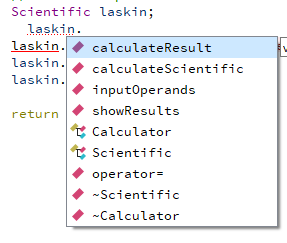 Scientific laskin;
laskin.
laskin.
laskin.
laskin.
return
calculateResult
calculateScientific
inputOperands
showResults
Calculator
Scientific
operator=
~Scientific
~Calculator